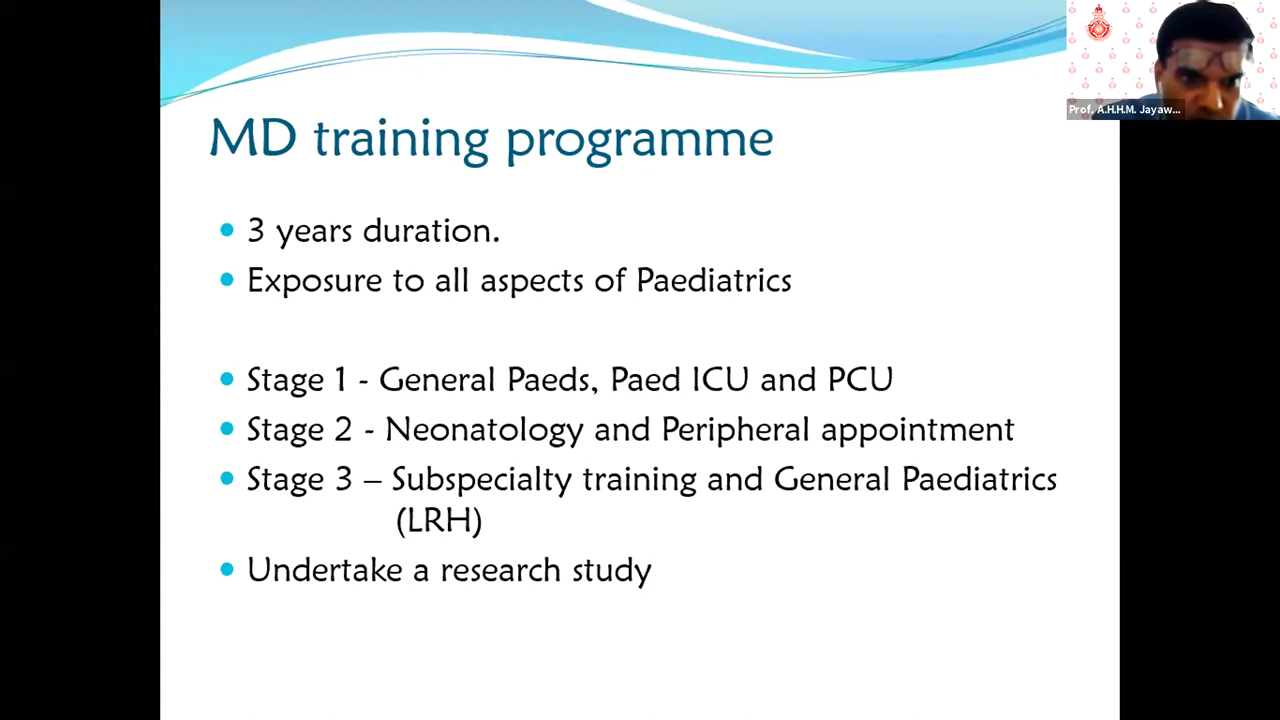 Prof. A.H.H.M. Jayaw...
MD training programme
3 years duration.
Exposure to all aspects of Paediatrics
Stage 1 - General Paeds, Paed ICU and PCU
Stage 2 - Neonatology and Peripheral appointment
Stage 3 – Subspecialty training and General Paediatrics
(LRH)
Undertake a research study